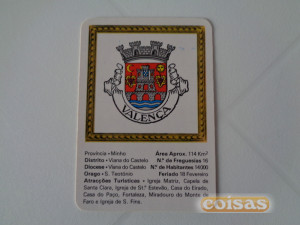 VALENÇA
Província • Minho Área Aprox. 114 Km²
Distrito • Viana do Castelo N.º de Freguesias 16
Diocese • Viana do Castelo N.º de Habitantes 14000
Orago • S. Teotónio Feriado 18 Fevereiro
Atracções Turísticas • Igreja Matriz, Capela de
Santa Clara, Igreja de St.º Estevão, Casa do Eirado,
Casa do Paço, Fortaleza, Miradouro do Monte do
Faro e Igreja de S. Fins.
coisas